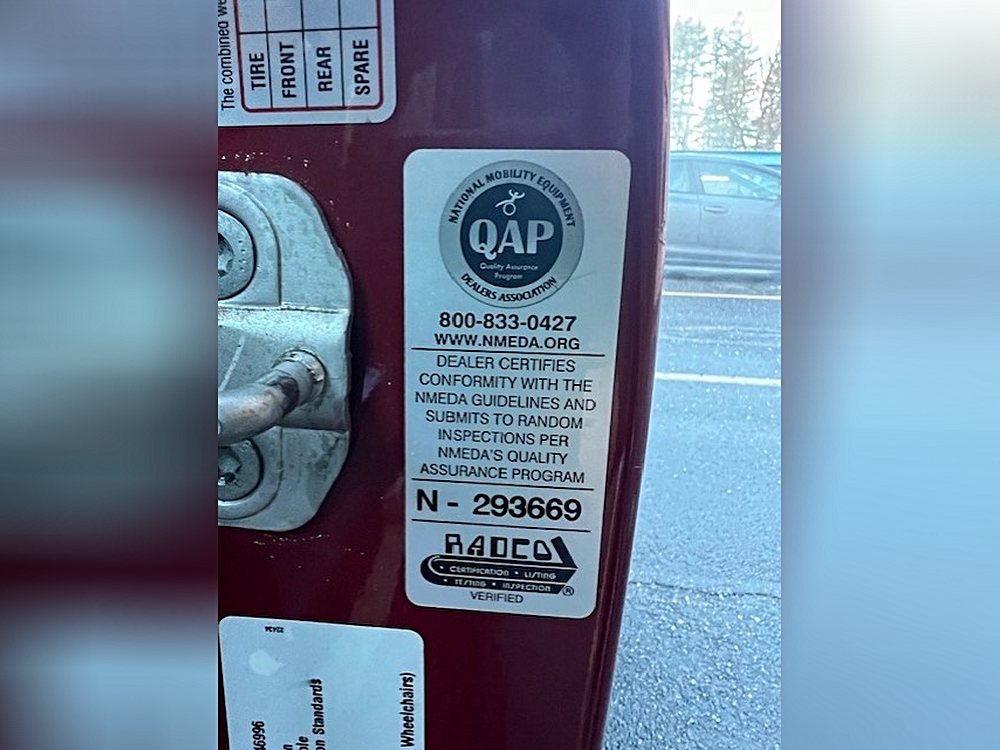 The combined
TIRE
FRONT
REAR
SPARE
NATIONAL MOBILITY EQUIPMENT
QAP
Quality Assurance
Program
DEALERS ASSOCIATION
800-833-0427
WWW.NMEDA.ORG
DEALER CERTIFIES
CONFORMITY WITH THE
NMEDA GUIDELINES AND
SUBMITS TO RANDOM
INSPECTIONS PER
NMEDA'S QUALITY
ASSURANCE PROGRAM
N - 293669
RADCO
• CERTIFICATION • LISTING
• TESTING • INSPECTION ®
VERIFIED
46996
on Standards
Wheelchairs)